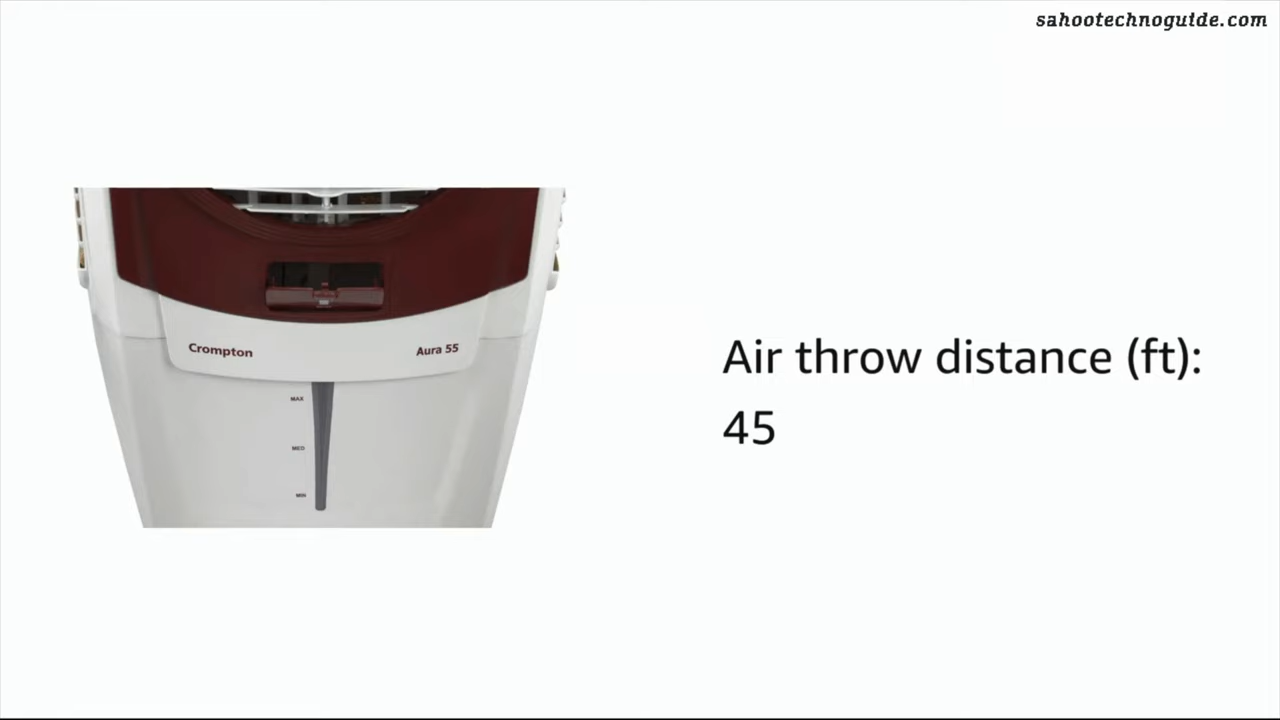 sahootechnoguide.com
Crompton
Aura 55
MAX
MED
MIN
Air throw distance (ft):
45